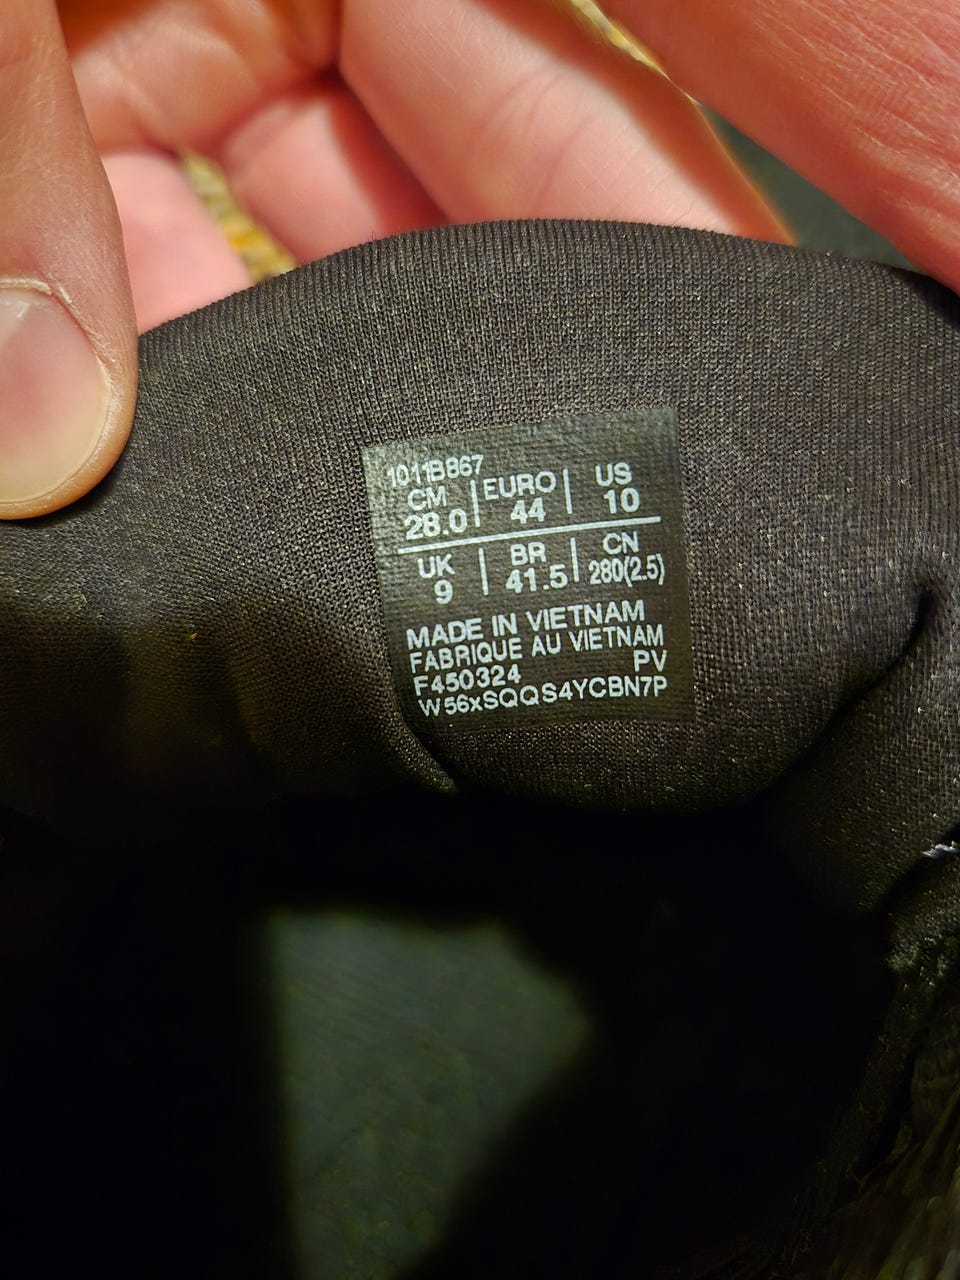 1011B867
CM | EURO | US
28.0 | 44 | 10
UK | BR | CN
9 | 41.5 | 280(2.5)
MADE IN VIETNAM
FABRIQUE AU VIETNAM
F450324 PV
W56xSQQS4YCBN7P